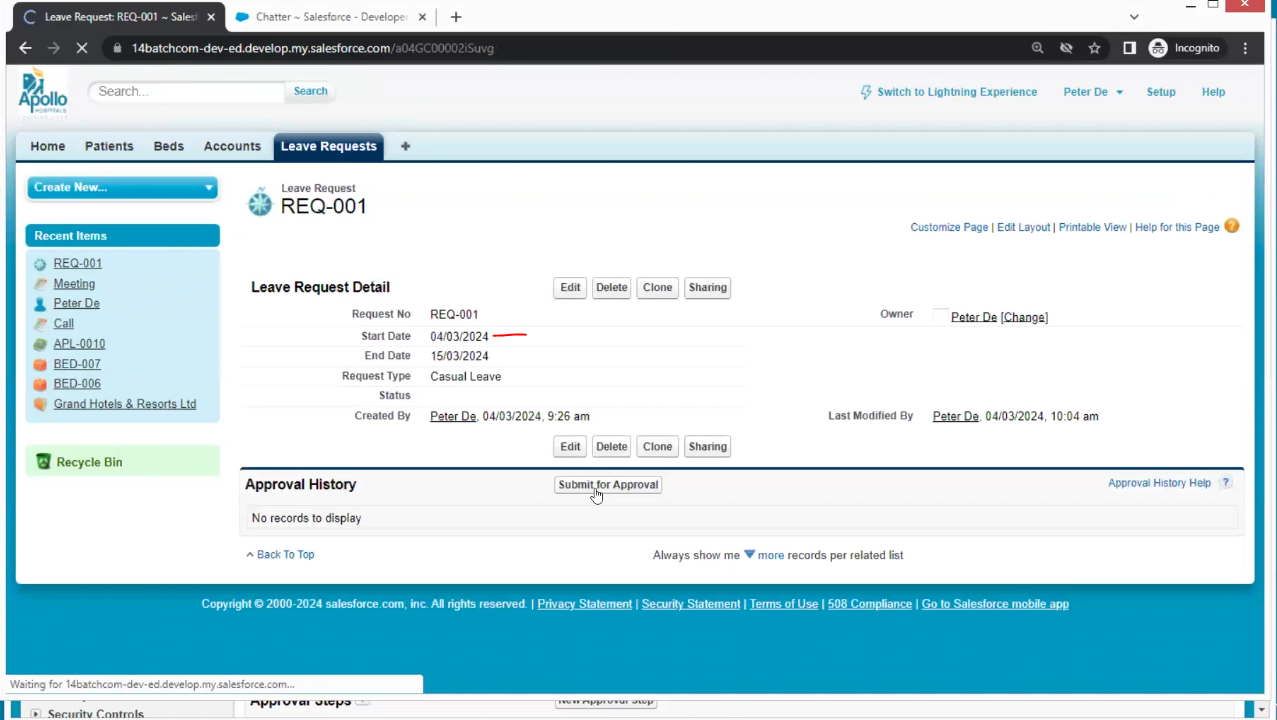 Leave Request: REQ-001 ~ Salesf
Chatter ~ Salesforce - Developer
14batchcom-dev-ed.develop.my.salesforce.com/a04GC00002iSuvg
Incognito
Apollo
HOSPITALS
Search...
Search
Switch to Lightning Experience
Peter De
Setup
Help
Home
Patients
Beds
Accounts
Leave Requests
Create New...
Recent Items
REQ-001
Meeting
Peter De
Call
APL-0010
BED-007
BED-006
Grand Hotels & Resorts Ltd
Recycle Bin
Leave Request
REQ-001
Customize Page | Edit Layout | Printable View | Help for this Page ?
Leave Request Detail
Edit Delete Clone Sharing
Request No REQ-001
Owner Peter De [Change]
Start Date 04/03/2024
End Date 15/03/2024
Request Type Casual Leave
Status
Created By Peter De, 04/03/2024, 9:26 am
Last Modified By Peter De, 04/03/2024, 10:04 am
Edit Delete Clone Sharing
Approval History
Submit for Approval
Approval History Help ?
No records to display
Back To Top
Always show me more records per related list
Copyright © 2000-2024 salesforce.com, inc. All rights reserved. | Privacy Statement | Security Statement | Terms of Use | 508 Compliance | Go to Salesforce mobile app
Waiting for 14batchcom-dev-ed.develop.my.salesforce.com...
Security Controls
Approval Steps
New Approval Step